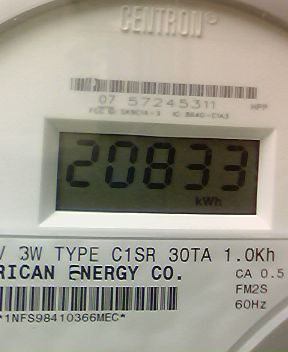 CENTRON®
07 57245311 HPP
20833
kWh
V 3W TYPE C1SR 30TA 1.0Kh
RICAN ENERGY CO. CA 0.5
FM2S
60Hz
*1NFS98410366MEC*